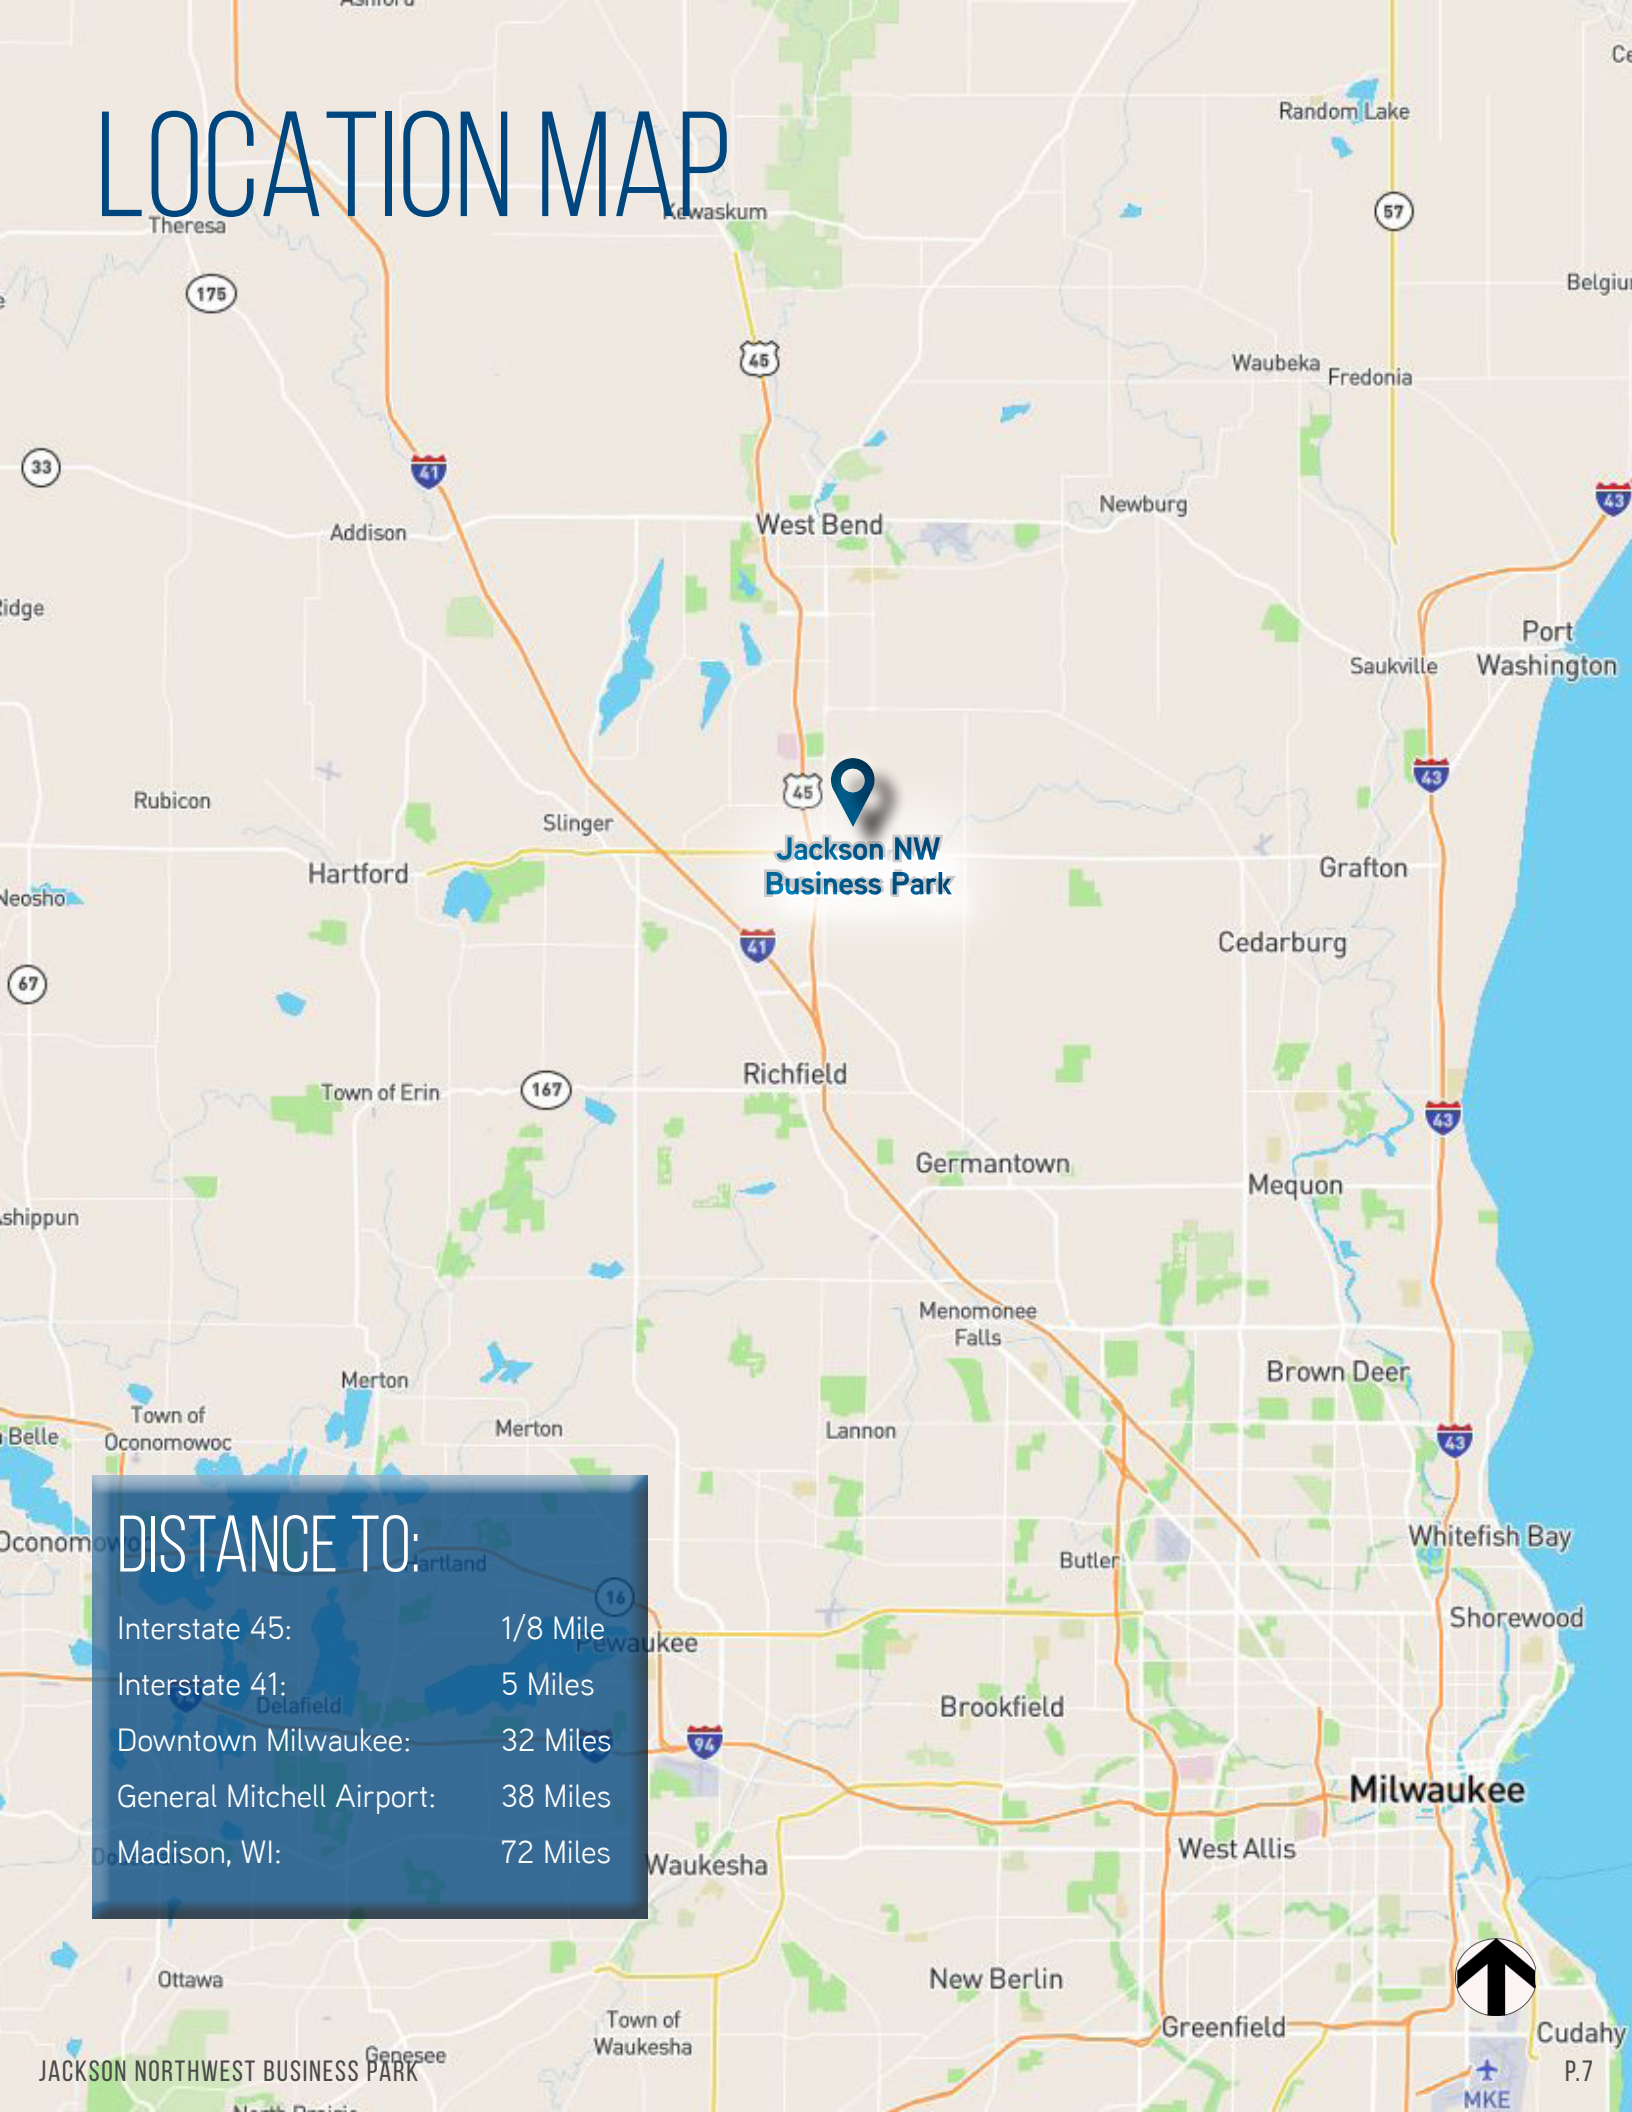 Random Lake
LOCATION MAP
Theresa
Kewaskum
57
175
Waubeka
Fredonia
45
33
41
43
Addison
West Bend
Newburg
Port
Washington
Saukville
43
45
Rubicon
Slinger
Jackson NW
Business Park
Hartford
Grafton
Neosho
41
Cedarburg
67
Richfield
Town of Erin
167
43
Germantown
Mequon
Menomonee
Falls
Brown Deer
Merton
Town of
Oconomowoc
Merton
Lannon
43
Belle
DISTANCE TO:
Hartland
Whitefish Bay
Butler
16
Interstate 45: 1/8 Mile
Shorewood
Pewaukee
Interstate 41: 5 Miles
Delafield
Brookfield
Downtown Milwaukee: 32 Miles
94
General Mitchell Airport: 38 Miles
Milwaukee
Madison, WI: 72 Miles
Waukesha
West Allis
Ottawa
New Berlin
Town of
Waukesha
Greenfield
Cudahy
Genesee
JACKSON NORTHWEST BUSINESS PARK
P.7
MKE